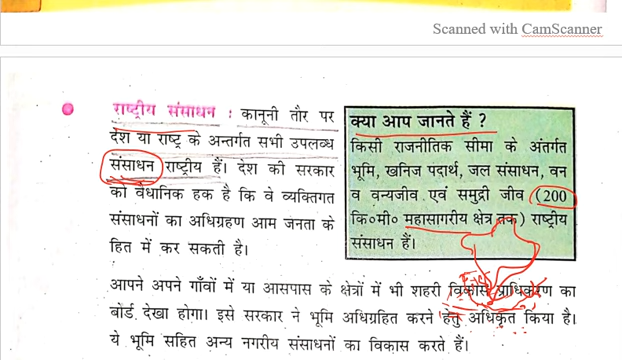 Scanned with CamScanner
राष्ट्रीय संसाधन : कानूनी तौर पर
देश या राष्ट्र के अन्तर्गत सभी उपलब्ध
संसाधन राष्ट्रीय हैं। देश की सरकार
को वैधानिक हक है कि वे व्यक्तिगत
संसाधनों का अधिग्रहण आम जनता के
हित में कर सकती है।
क्या आप जानते हैं ?
किसी राजनीतिक सीमा के अंतर्गत
भूमि, खनिज पदार्थ, जल संसाधन, वन
व वन्यजीव एवं समुद्री जीव (200
कि०मी० महासागरीय क्षेत्र तक) राष्ट्रीय
संसाधन हैं।
आपने अपने गाँवों में या आसपास के क्षेत्रों में भी शहरी विकास प्राधिकरण का
बोर्ड देखा होगा। इसे सरकार ने भूमि अधिग्रहित करने हेतु अधिकृत किया है।
ये भूमि सहित अन्य नगरीय संसाधनों का विकास करते हैं।